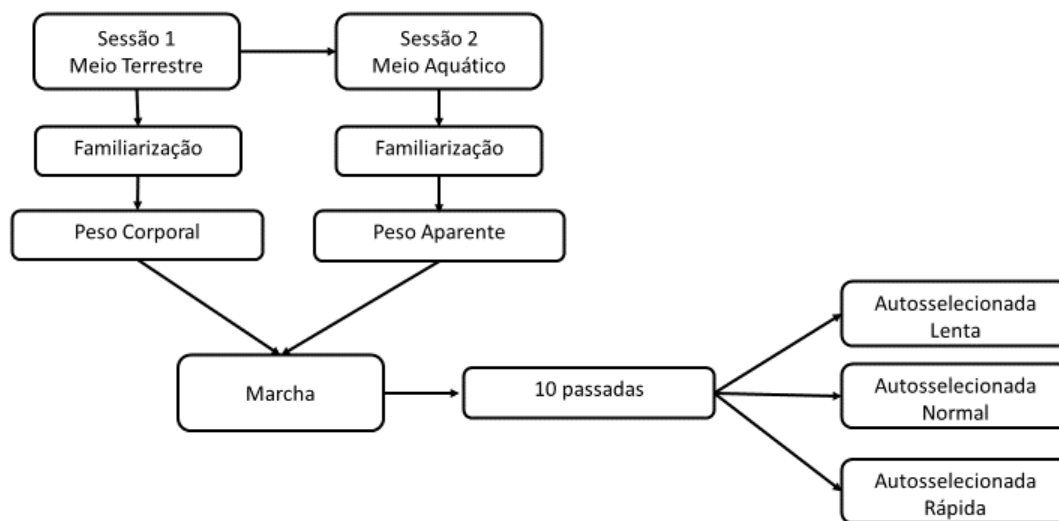 Sessão 1
Meio Terrestre
Sessão 2
Meio Aquático
Familiarização
Familiarização
Peso Corporal
Peso Aparente
Marcha
10 passadas
Autosselecionada
Lenta
Autosselecionada
Normal
Autosselecionada
Rápida